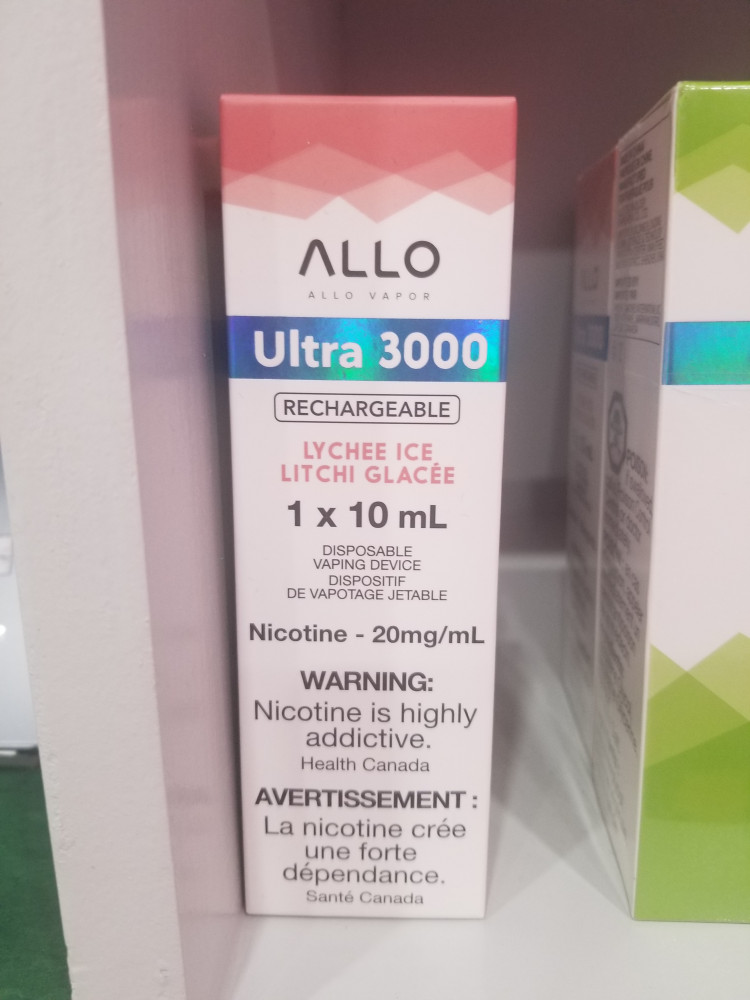 ALLO
ALLO VAPOR
Ultra 3000
RECHARGEABLE
LYCHEE ICE
LITCHI GLACÉE
1 x 10 mL
DISPOSABLE
VAPING DEVICE
DISPOSITIF
DE VAPOTAGE JETABLE
Nicotine - 20mg/mL
WARNING:
Nicotine is highly
addictive.
Health Canada
AVERTISSEMENT :
La nicotine crée
une forte
dépendance.
Santé Canada